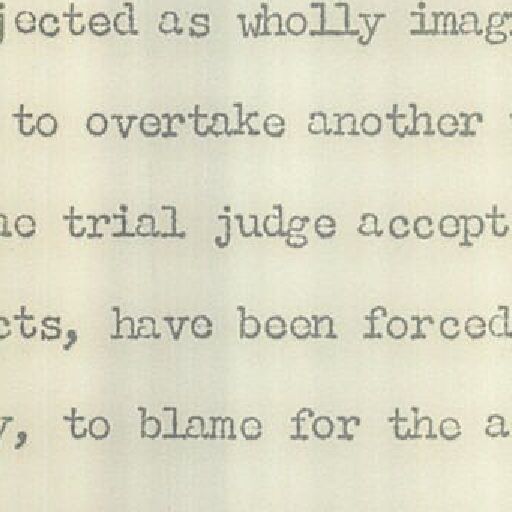 jected as wholly imag
to overtake another
he trial judge accept
cts, have been forced
y, to blame for the a